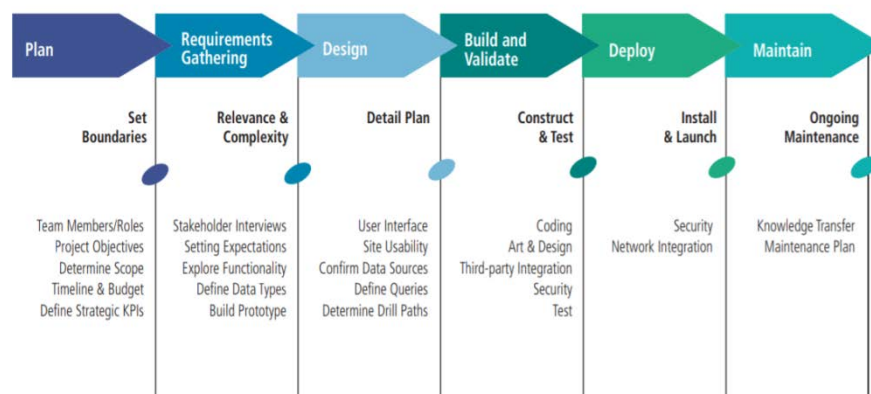 Plan
Requirements
Gathering
Design
Build and
Validate
Deploy
Maintain
Set
Boundaries
Relevance &
Complexity
Detail Plan
Construct
& Test
Install
& Launch
Ongoing
Maintenance
Team Members/Roles
Project Objectives
Determine Scope
Timeline & Budget
Define Strategic KPIs
Stakeholder Interviews
Setting Expectations
Explore Functionality
Define Data Types
Build Prototype
User Interface
Site Usability
Confirm Data Sources
Define Queries
Determine Drill Paths
Coding
Art & Design
Third-party Integration
Security
Test
Security
Network Integration
Knowledge Transfer
Maintenance Plan